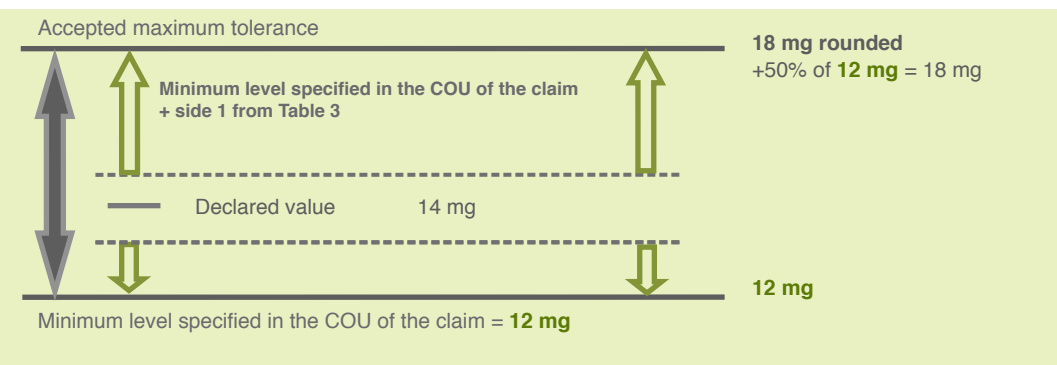 Accepted maximum tolerance
18 mg rounded
+50% of 12 mg = 18 mg
Minimum level specified in the COU of the claim
+ side 1 from Table 3
Declared value 14 mg
12 mg
Minimum level specified in the COU of the claim = 12 mg